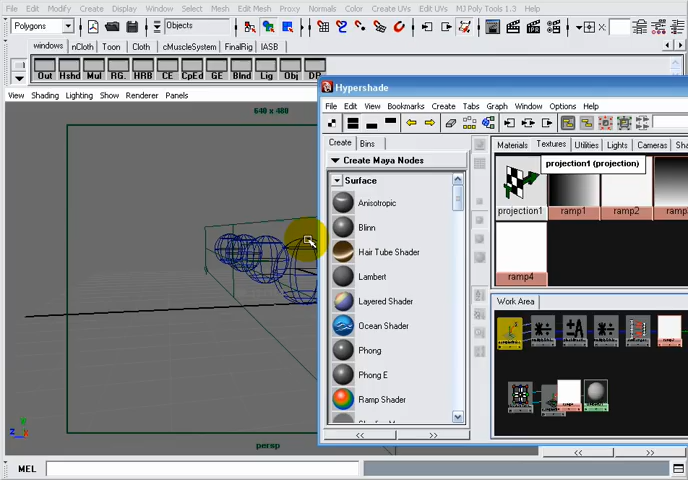 File Edit Modify Create Display Window Assets Select Mesh Edit Mesh Proxy Normals Color Create UVs Edit UVs MJ Poly Tools 1.3 Help
Polygons Objects
windows nCloth Toon Cloth cMuscleSystem FinalRig IASB
Out Hshd Mul RG. HRB CE CpEd GE Blnd Lig Obj DP
View Shading Lighting Show Renderer Panels
Hypershade
File Edit View Bookmarks Create Tabs Graph Window Options Help
640 x 480
Create Bins
Materials Textures Utilities Lights Cameras
Create Maya Nodes
projection1 (projection)
Surface
Anisotropic
Blinn
Hair Tube Shader
Lambert
Layered Shader
Ocean Shader
Phong
Phong E
Ramp Shader
projection1 ramp1 ramp2
ramp4
Work Area
<< >>
<< >>
persp
MEL